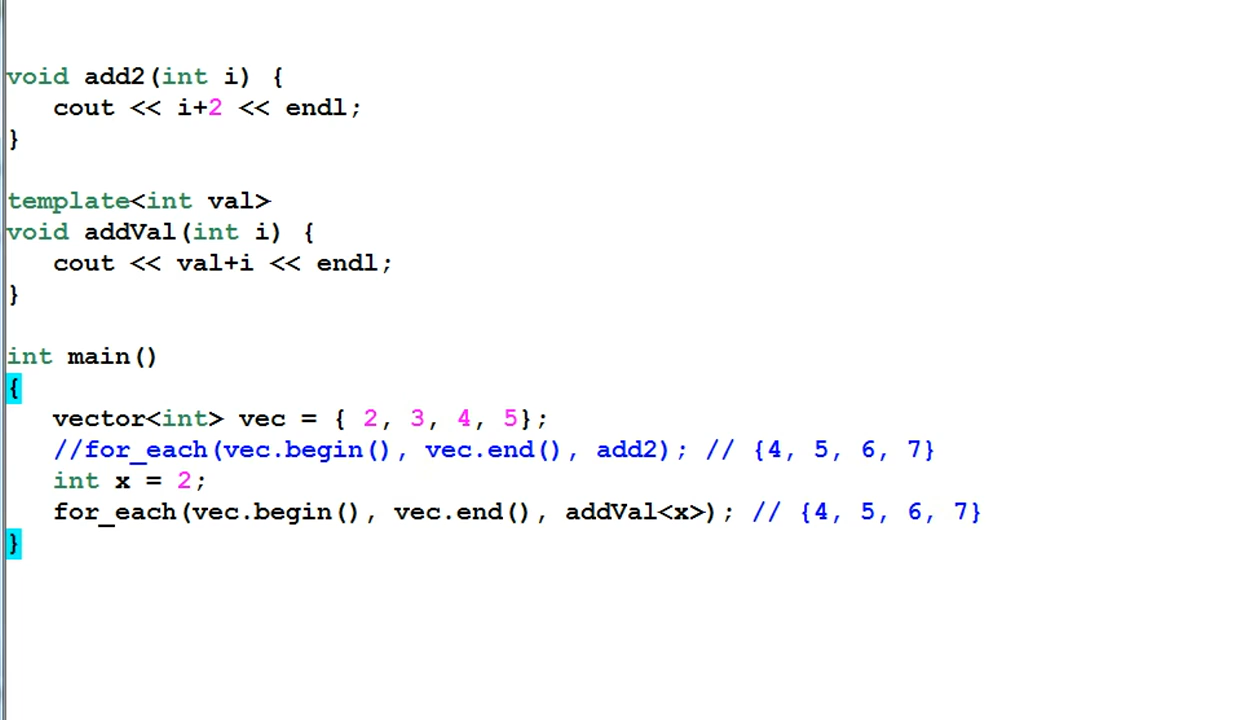 void add2(int i) {
   cout << i+2 << endl;
}
template<int val>
void addVal(int i) {
   cout << val+i << endl;
}
int main()
{
   vector<int> vec = { 2, 3, 4, 5};
   //for_each(vec.begin(), vec.end(), add2); // {4, 5, 6, 7}
   int x = 2;
   for_each(vec.begin(), vec.end(), addVal<x>); // {4, 5, 6, 7}
}